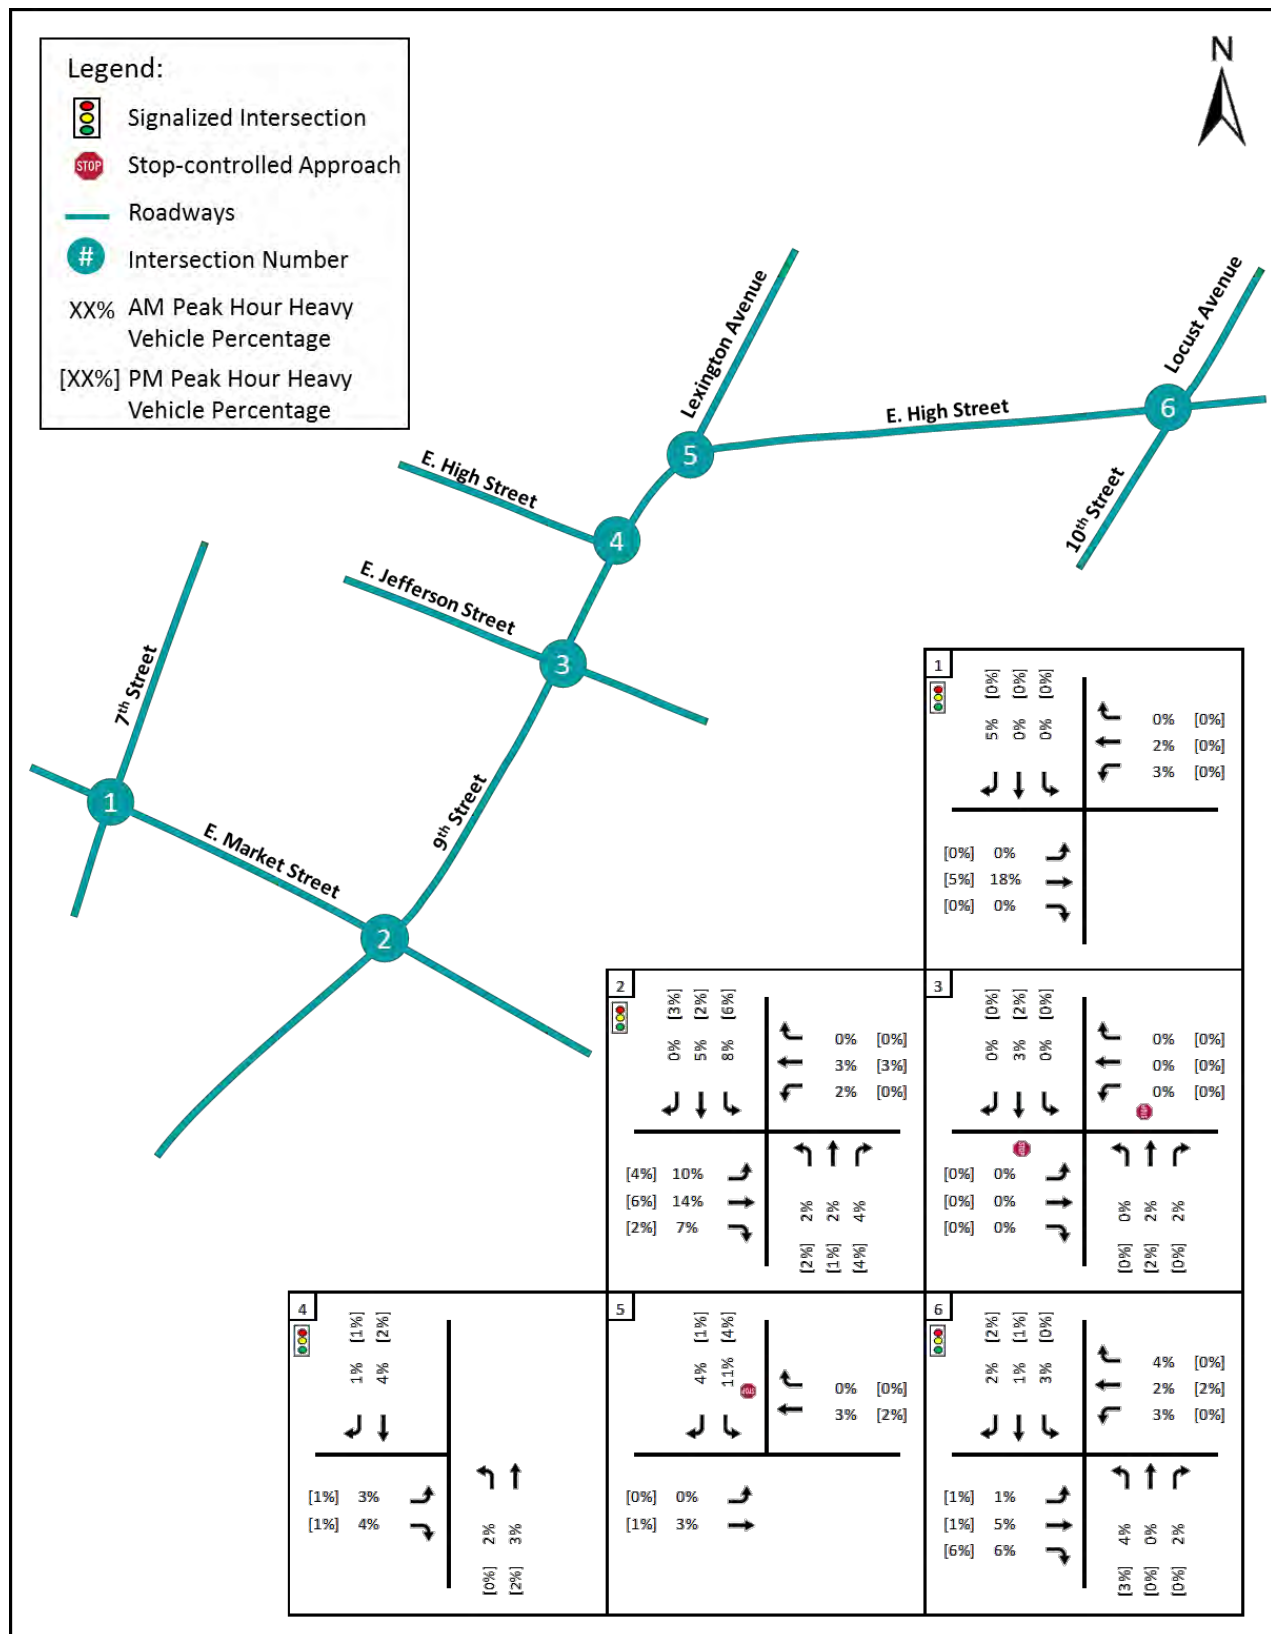 Legend:
Signalized Intersection
STOP Stop-controlled Approach
Roadways
# Intersection Number
XX% AM Peak Hour Heavy
Vehicle Percentage
[XX%] PM Peak Hour Heavy
Vehicle Percentage
N
Lexington Avenue
Locust Avenue
E. High Street
6
5
10th Street
E. High Street
4
E. Jefferson Street
3
7th Street
1
E. Market Street
9th Street
2
1
[0%] [0%] [0%]
5% 0% 0%
0% [0%]
2% [0%]
3% [0%]
[0%] 0%
[5%] 18%
[0%] 0%
2
[3%] [2%] [6%]
0% 5% 8%
0% [0%]
3% [3%]
2% [0%]
[4%] 10%
[6%] 14%
[2%] 7%
2% 2% 4%
[2%] [1%] [4%]
3
[0%] [2%] [0%]
0% 3% 0%
0% [0%]
0% [0%]
0% [0%]
STOP
STOP
[0%] 0%
[0%] 0%
[0%] 0%
0% 2% 2%
[0%] [2%] [0%]
4
[1%] [2%]
1% 4%
[1%] 3%
[1%] 4%
2% 3%
[0%] [2%]
5
[1%] [4%]
4% 11%
STOP
0% [0%]
3% [2%]
[0%] 0%
[1%] 3%
6
[2%] [1%] [0%]
2% 1% 3%
4% [0%]
2% [2%]
3% [0%]
[1%] 1%
[1%] 5%
[6%] 6%
4% 0% 2%
[3%] [0%] [0%]